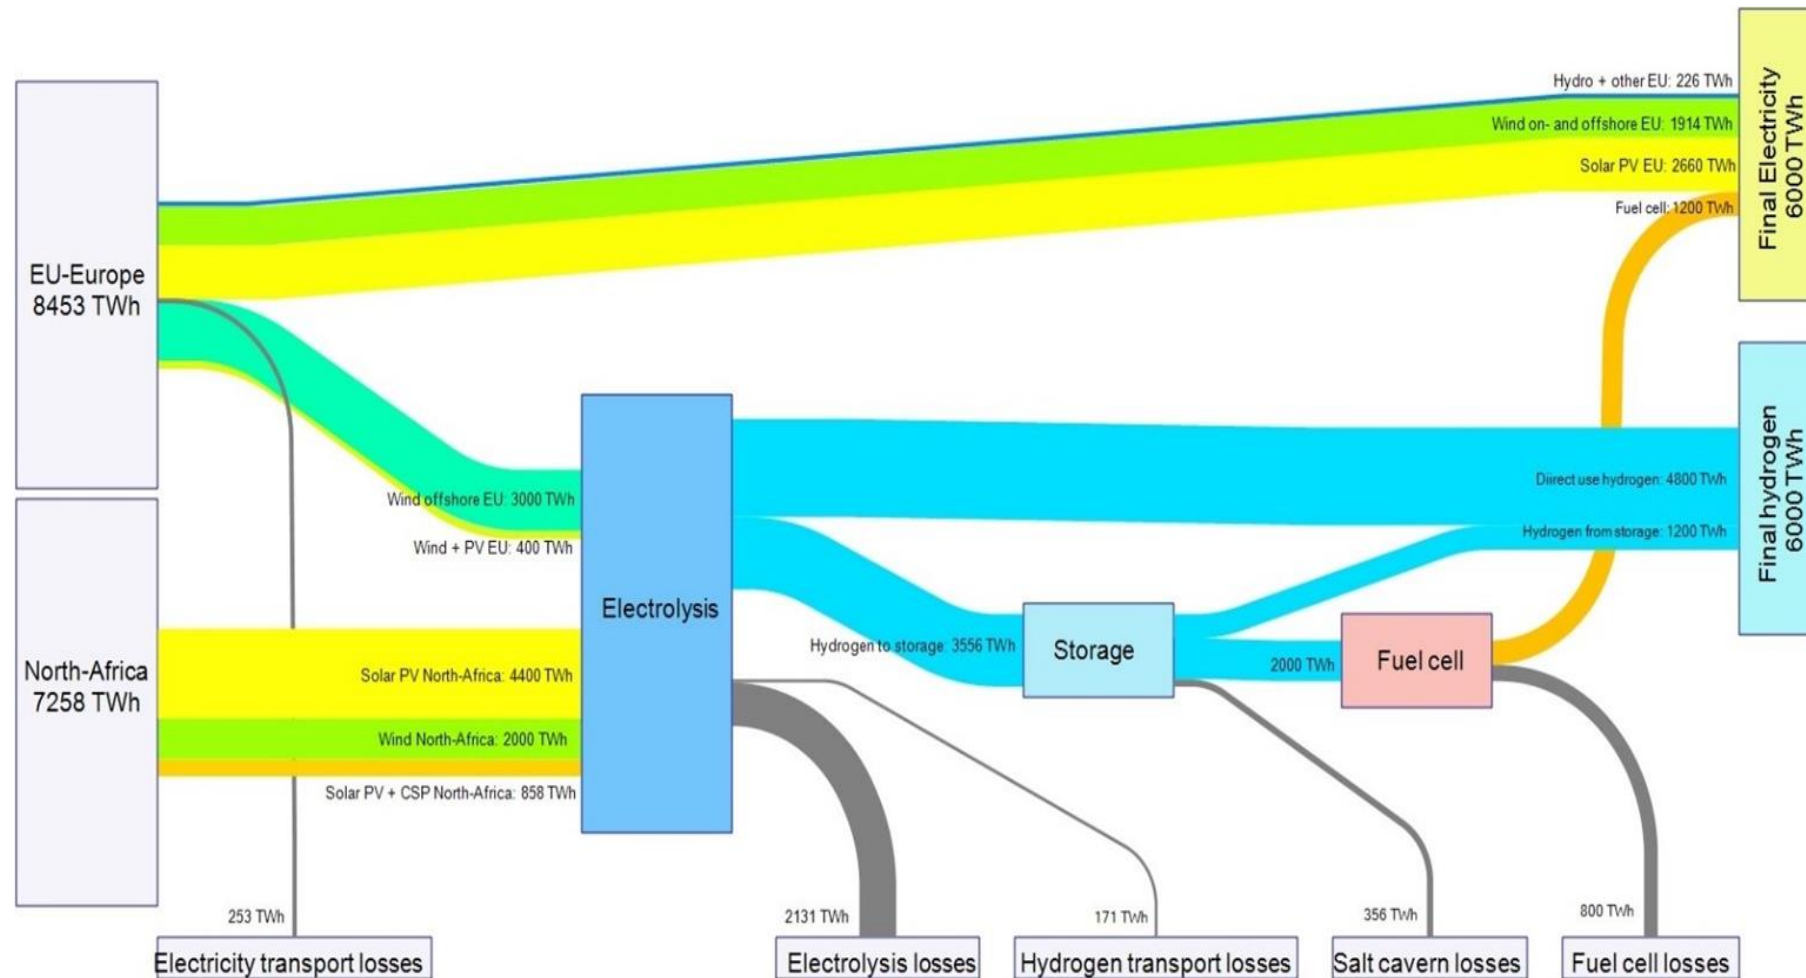 Hydro + other EU: 226 TWh
Wind on- and offshore EU: 1914 TWh
Solar PV EU: 2660 TWh
Fuel cell: 1200 TWh
Final Electricity
6000 TWh
EU-Europe
8453 TWh
Wind offshore EU: 3000 TWh
Wind + PV EU: 400 TWh
Electrolysis
Diirect use hydrogen: 4800 TWh
Hydrogen from storage: 1200 TWh
Final hydrogen
6000 TWh
North-Africa
7258 TWh
Solar PV North-Africa: 4400 TWh
Wind North-Africa: 2000 TWh
Solar PV + CSP North-Africa: 858 TWh
Hydrogen to storage: 3556 TWh
Storage
2000 TWh
Fuel cell
253 TWh
2131 TWh
171 TWh
356 TWh
800 TWh
Electricity transport losses
Electrolysis losses
Hydrogen transport losses
Salt cavern losses
Fuel cell losses